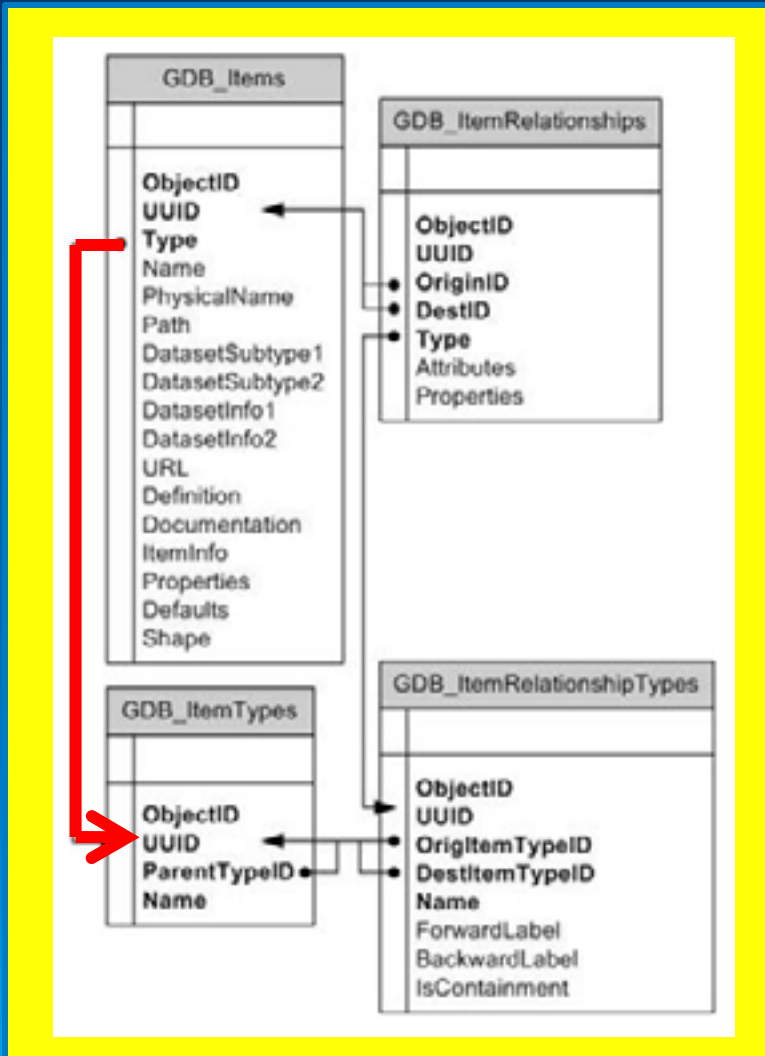 GDB_Items
ObjectID
UUID
Type
Name
PhysicalName
Path
DatasetSubtype1
DatasetSubtype2
DatasetInfo1
DatasetInfo2
URL
Definition
Documentation
ItemInfo
Properties
Defaults
Shape
GDB_ItemRelationships
ObjectID
UUID
OriginID
DestID
Type
Attributes
Properties
GDB_ItemTypes
ObjectID
UUID
ParentTypeID
Name
GDB_ItemRelationshipTypes
ObjectID
UUID
OrigItemTypeID
DestItemTypeID
Name
ForwardLabel
BackwardLabel
IsContainment